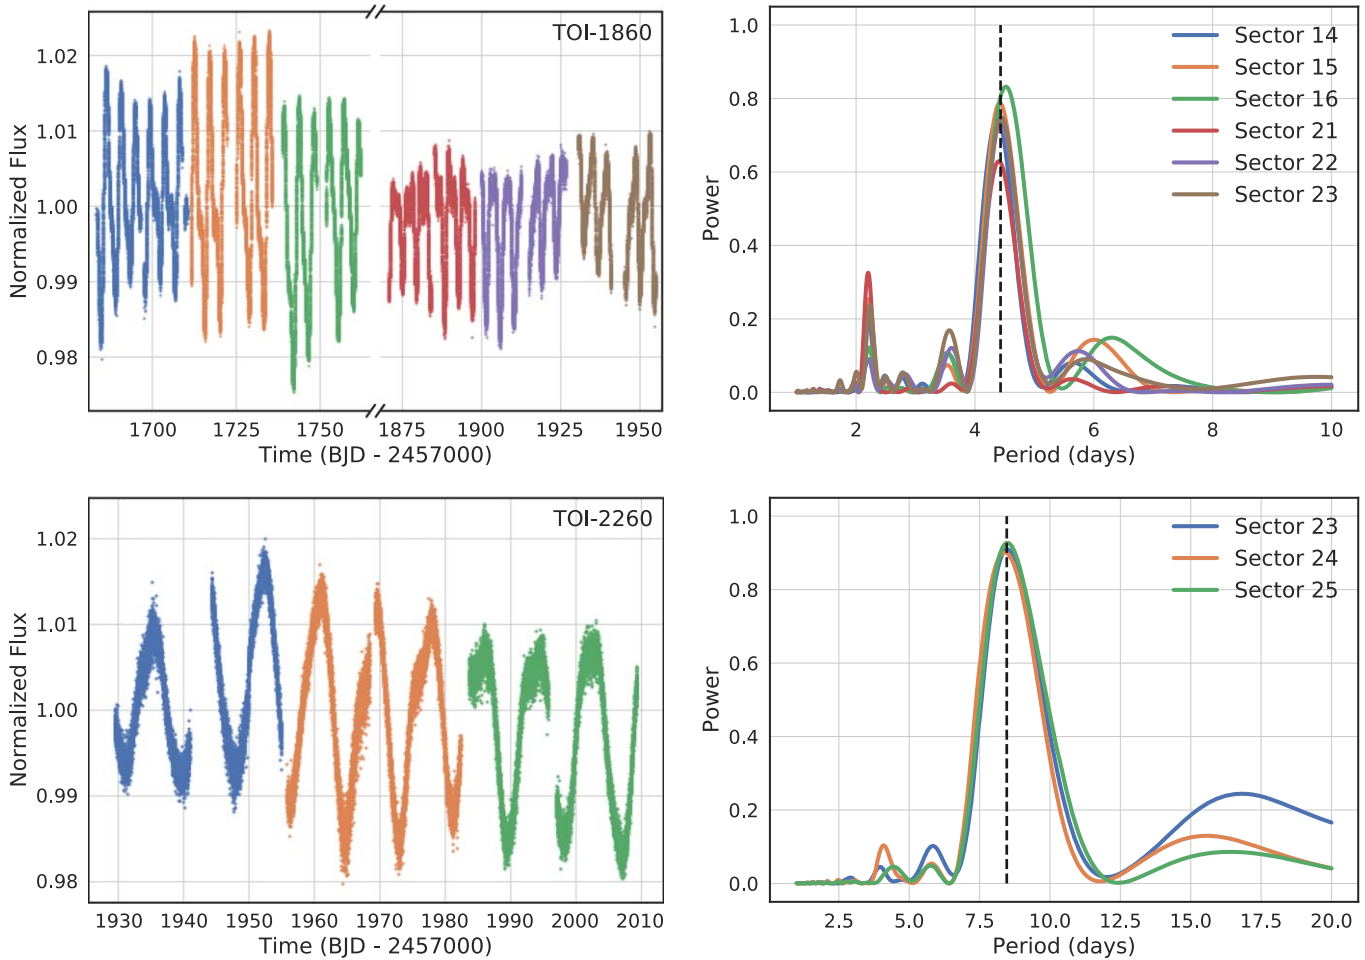 TOI-1860
1.02
1.01
1.00
0.99
0.98
Normalized Flux
1700 1725 1750 1875 1900 1925 1950
Time (BJD - 2457000)
1.0
0.8
0.6
0.4
0.2
0.0
Power
Sector 14
Sector 15
Sector 16
Sector 21
Sector 22
Sector 23
2 4 6 8 10
Period (days)
TOI-2260
1.02
1.01
1.00
0.99
0.98
Normalized Flux
1930 1940 1950 1960 1970 1980 1990 2000 2010
Time (BJD - 2457000)
1.0
0.8
0.6
0.4
0.2
0.0
Power
Sector 23
Sector 24
Sector 25
2.5 5.0 7.5 10.0 12.5 15.0 17.5 20.0
Period (days)